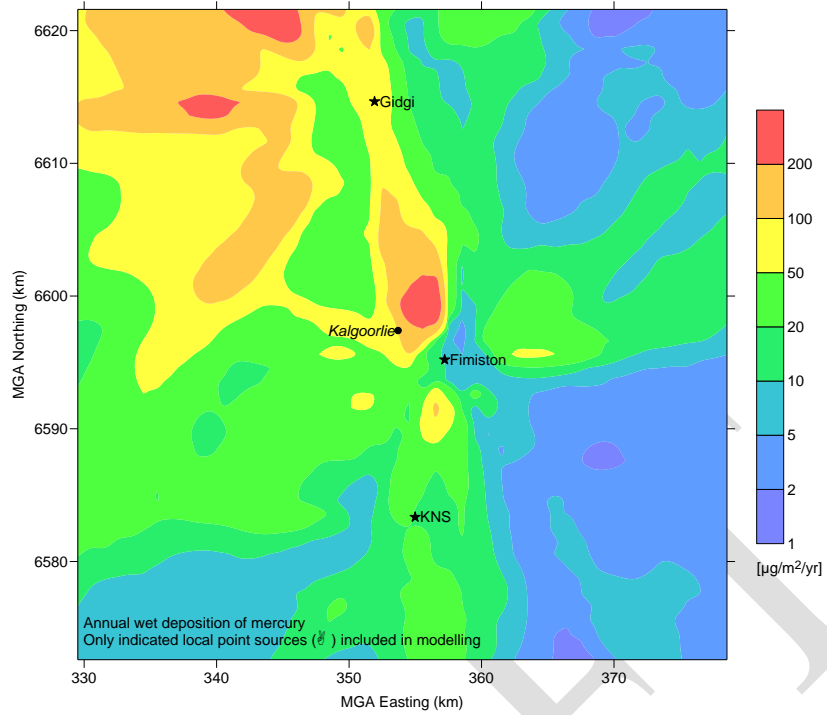 6620
6610
6600
6590
6580
MGA Northing (km)
330
340
350
360
370
MGA Easting (km)
Gidgi
Kalgoorlie
Fimiston
KNS
Annual wet deposition of mercury
Only indicated local point sources (✌ ) included in modelling
200
100
50
20
10
5
2
1
[µg/m²/yr]